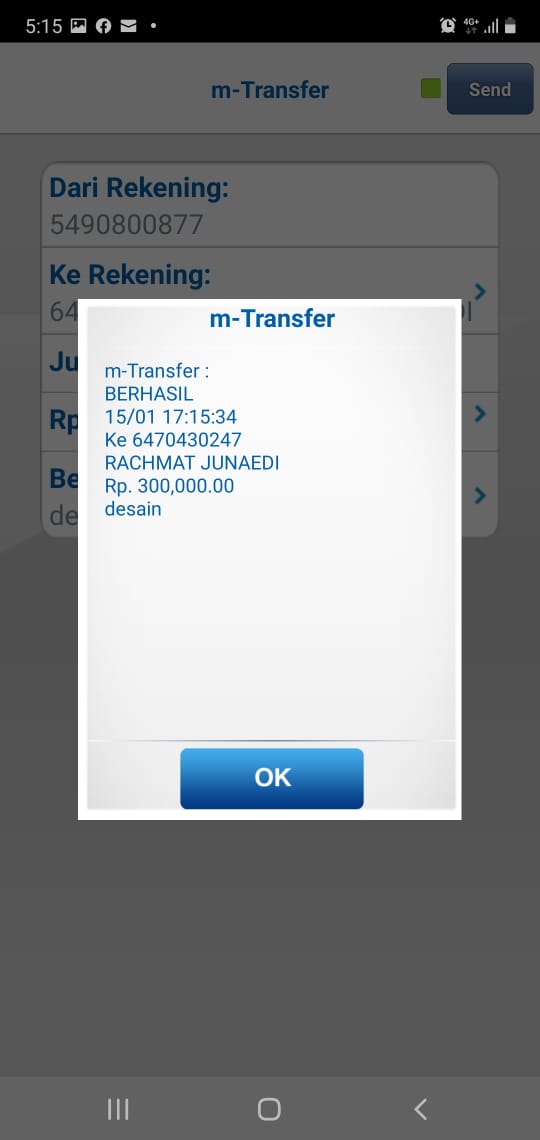 5:15
4G+
m-Transfer
Send
Dari Rekening:
5490800877
Ke Rekening:
64
Ju
Rp
Be
de
m-Transfer
m-Transfer :
BERHASIL
15/01 17:15:34
Ke 6470430247
RACHMAT JUNAEDI
Rp. 300,000.00
desain
OK